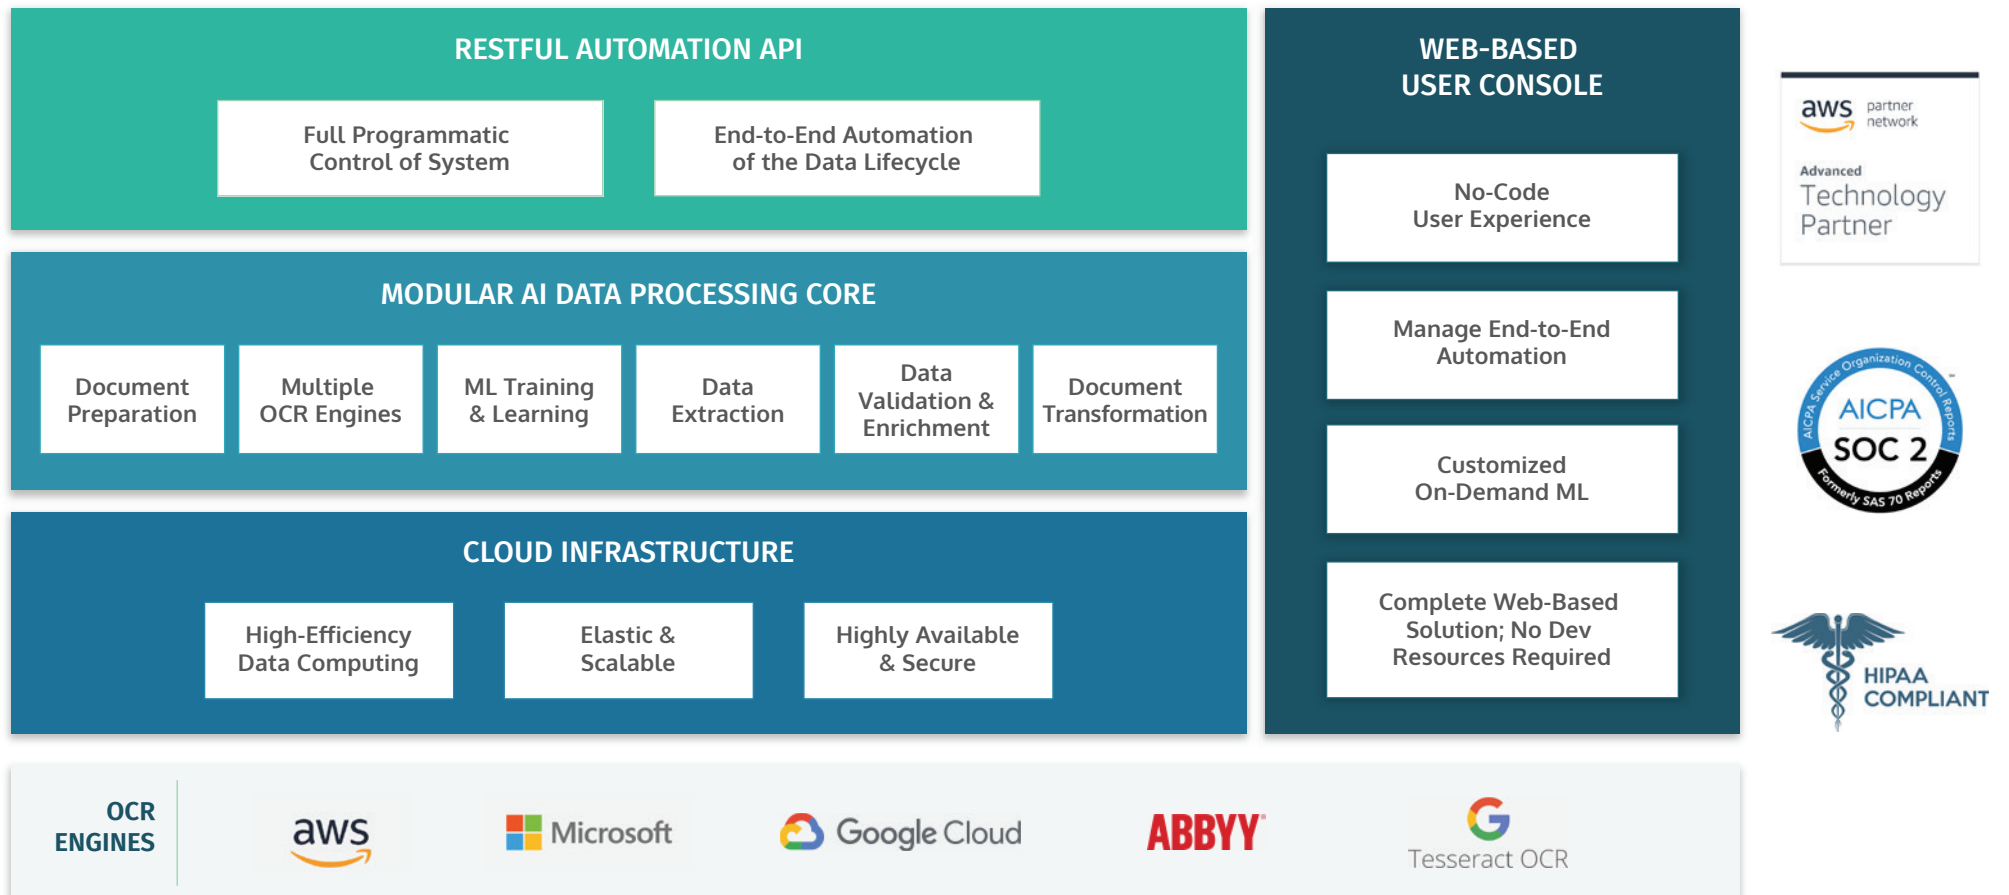 RESTFUL AUTOMATION API
Full Programmatic
Control of System
End-to-End Automation
of the Data Lifecycle
MODULAR AI DATA PROCESSING CORE
Document
Preparation
Multiple
OCR Engines
ML Training
& Learning
Data
Extraction
Data
Validation &
Enrichment
Document
Transformation
CLOUD INFRASTRUCTURE
High-Efficiency
Data Computing
Elastic &
Scalable
Highly Available
& Secure
WEB-BASED
USER CONSOLE
No-Code
User Experience
Manage End-to-End
Automation
Customized
On-Demand ML
Complete Web-Based
Solution; No Dev
Resources Required
aws partner
network
Advanced
Technology
Partner
AICPA Service Organization Control Reports
AICPA
SOC 2
Formerly SAS 70 Reports
HIPAA
COMPLIANT
OCR
ENGINES
aws
Microsoft
Google Cloud
ABBYY
Tesseract OCR